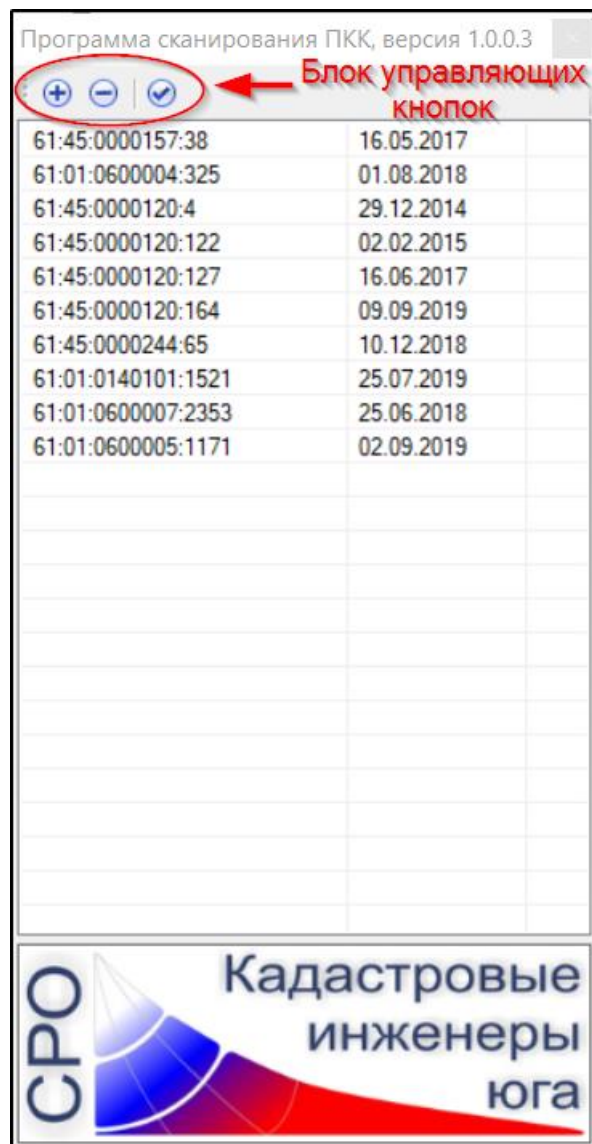 Программа сканирования ПКК, версия 1.0.0.3
Блок управляющих
кнопок
61:45:0000157:38 16.05.2017
61:01:0600004:325 01.08.2018
61:45:0000120:4 29.12.2014
61:45:0000120:122 02.02.2015
61:45:0000120:127 16.06.2017
61:45:0000120:164 09.09.2019
61:45:0000244:65 10.12.2018
61:01:0140101:1521 25.07.2019
61:01:0600007:2353 25.06.2018
61:01:0600005:1171 02.09.2019
СРО
Кадастровые
инженеры
юга